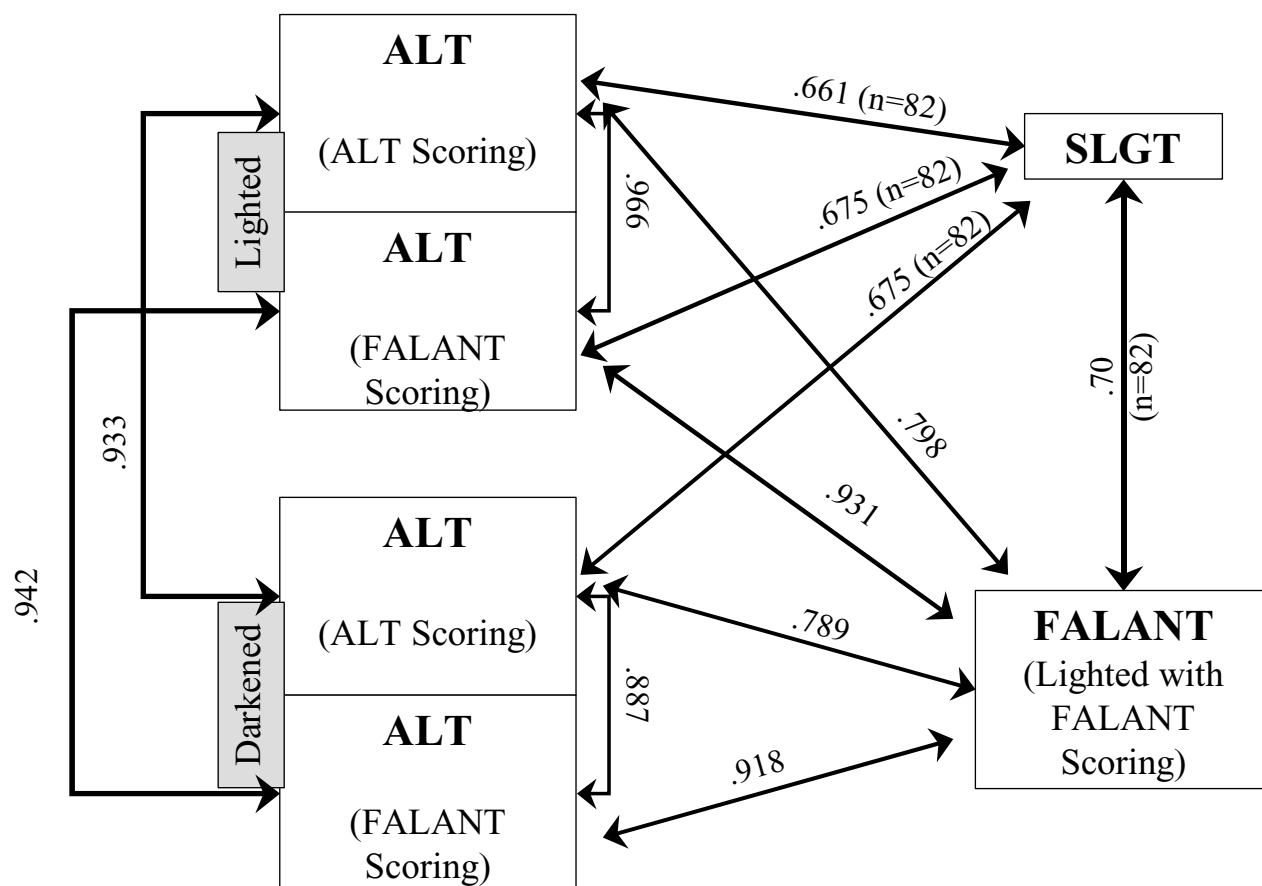 ALT
(ALT Scoring)
ALT
(FALANT
Scoring)
Lighted
.661 (n=82)
SLGT
.675 (n=82)
.675 (n=82)
.70
(n=82)
.798
.931
.933
.942
ALT
(ALT Scoring)
ALT
(FALANT
Scoring)
Darkened
.887
.789
.918
FALANT
(Lighted with
FALANT
Scoring)